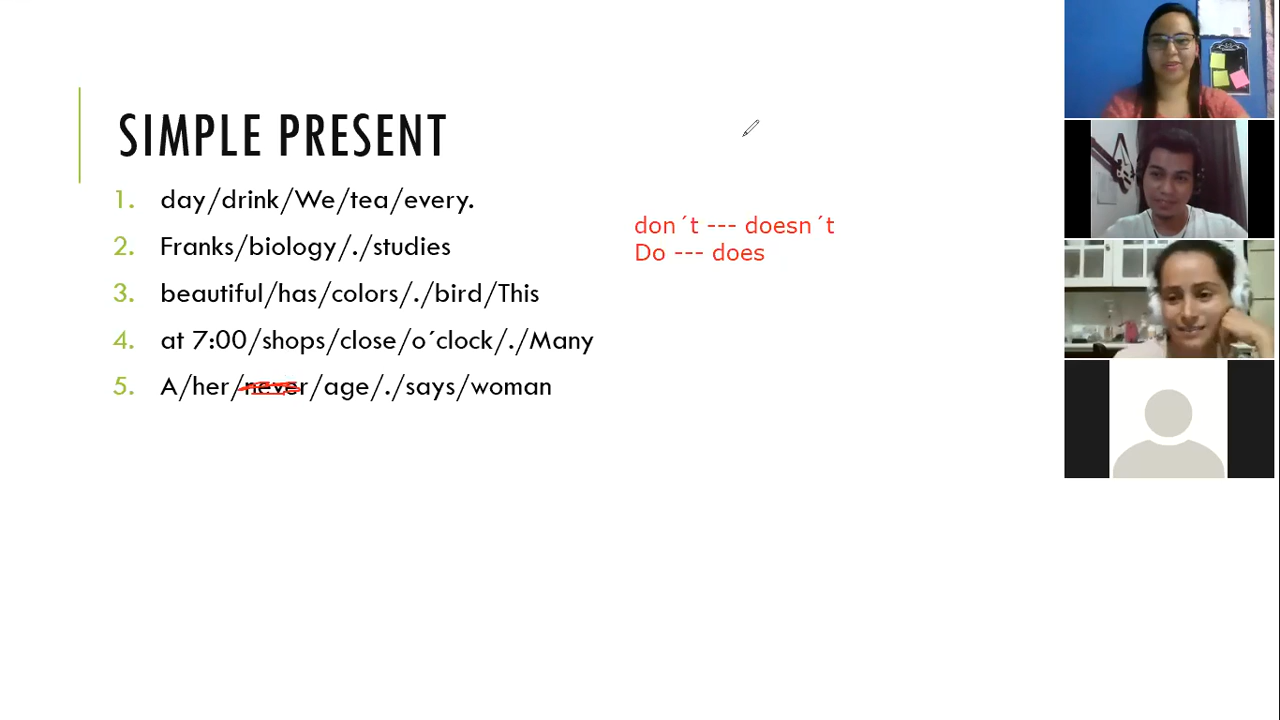 SIMPLE PRESENT
1. day/drink/We/tea/every.
2. Franks/biology/./studies
3. beautiful/has/colors/./bird/This
4. at 7:00/shops/close/o´clock/./Many
5. A/her/never/age/./says/woman
don´t --- doesn´t
Do --- does